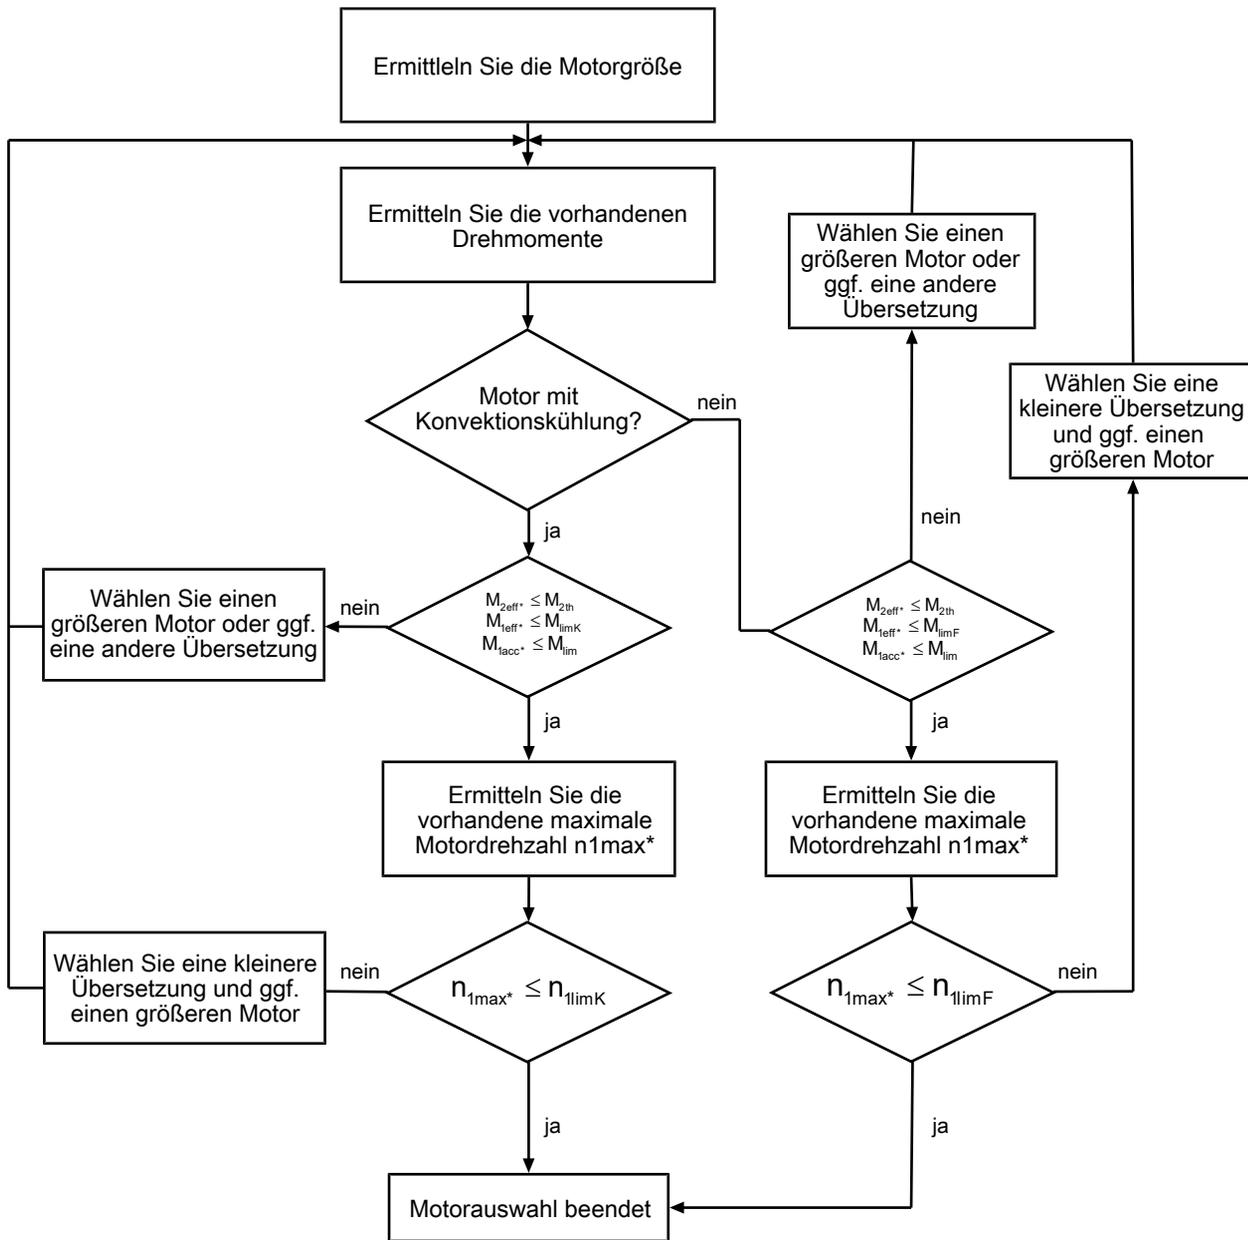 Ermittleln Sie die Motorgröße
Ermitteln Sie die vorhandenen
Drehmomente
Wählen Sie einen
größeren Motor oder
ggf. eine andere
Übersetzung
Motor mit
Konvektionskühlung?
nein
Wählen Sie eine
kleinere Übersetzung
und ggf. einen
größeren Motor
ja
nein
Wählen Sie einen
größeren Motor oder ggf.
eine andere Übersetzung
nein
M2eff* ≤ M2th
M1eff* ≤ MlimK
M1acc* ≤ Mlim
M2eff* ≤ M2th
M1eff* ≤ MlimF
M1acc* ≤ Mlim
ja
ja
Ermitteln Sie die
vorhandene maximale
Motordrehzahl n1max*
Ermitteln Sie die
vorhandene maximale
Motordrehzahl n1max*
Wählen Sie eine kleinere
Übersetzung und ggf.
einen größeren Motor
nein
n1max* ≤ n1limK
n1max* ≤ n1limF
nein
ja
ja
Motorauswahl beendet